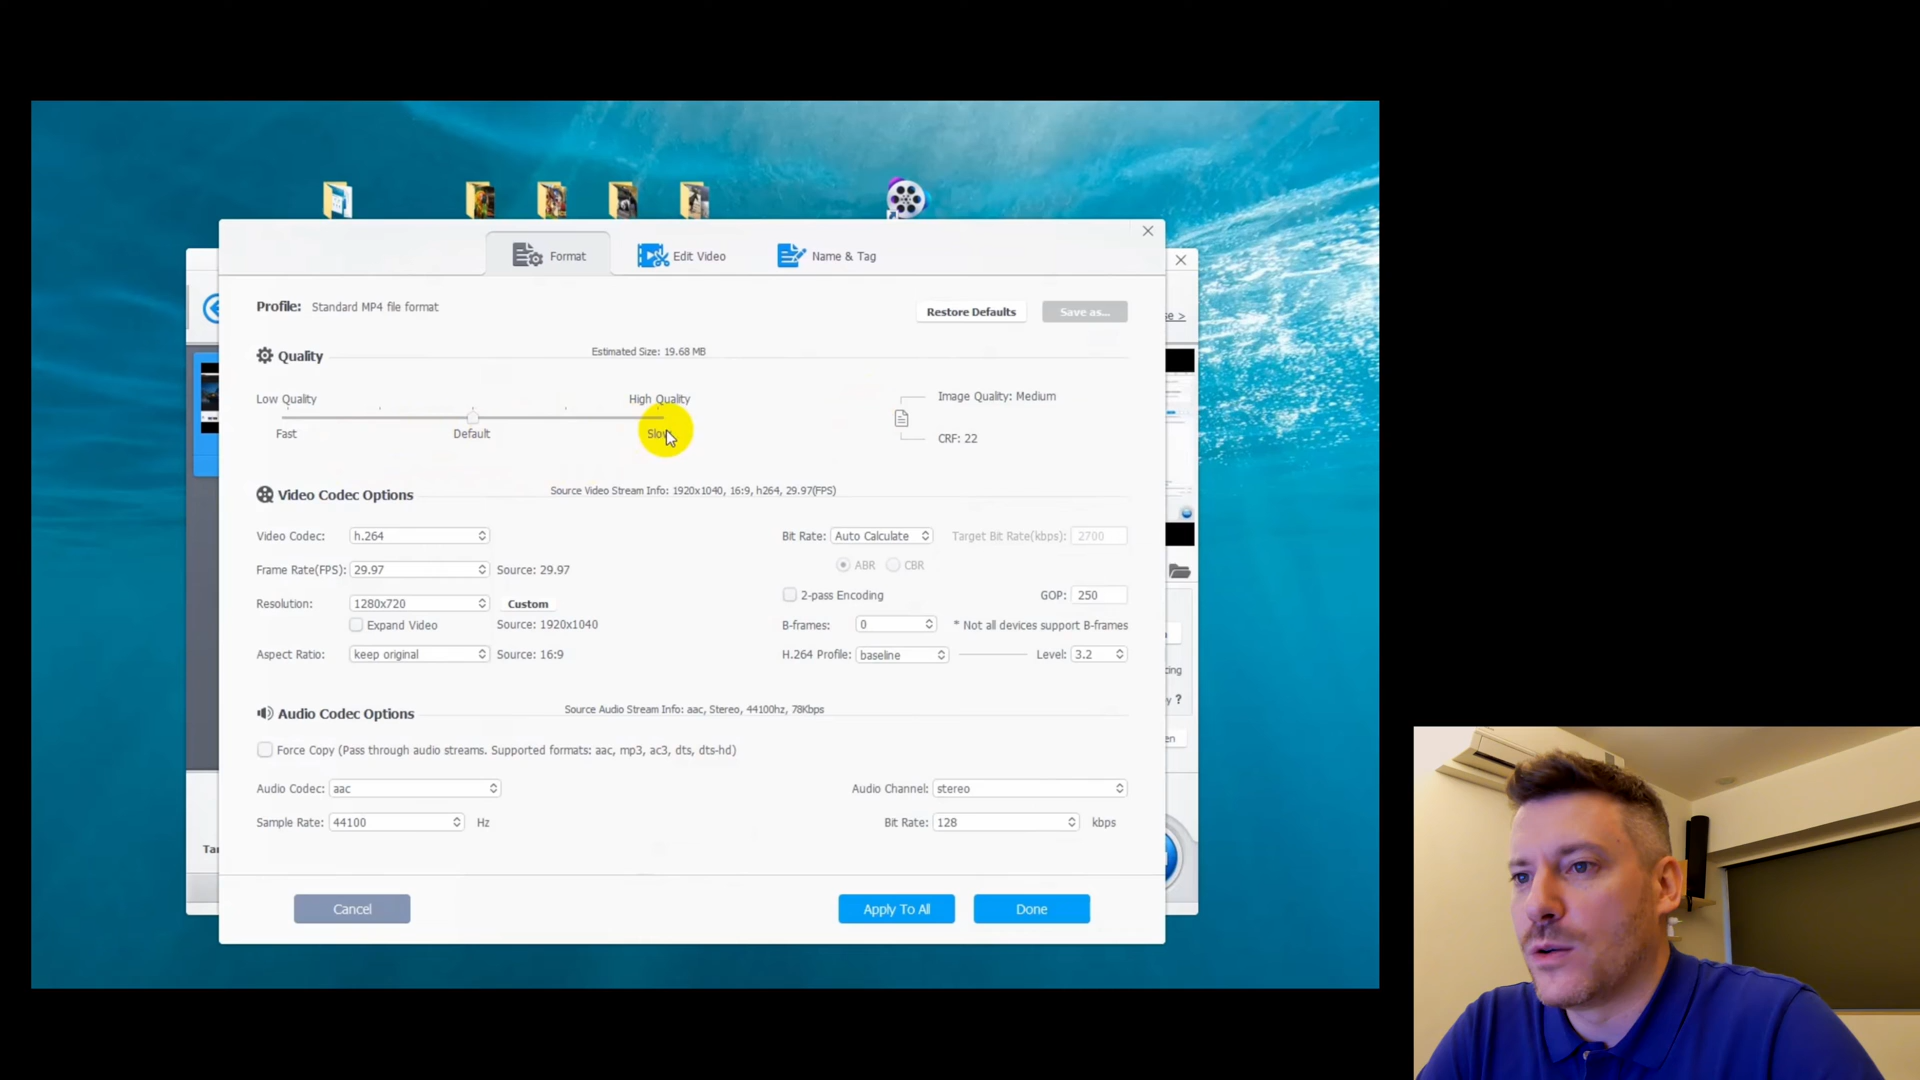 Format
Edit Video
Name & Tag
Profile: Standard MP4 file format
Restore Defaults
Save as...
se >
Quality
Estimated Size: 19.68 MB
Low Quality
High Quality
Image Quality: Medium
Fast
Default
Slow
CRF: 22
Video Codec Options
Source Video Stream Info: 1920x1040, 16:9, h264, 29.97(FPS)
Video Codec: h.264
Bit Rate: Auto Calculate
Target Bit Rate(kbps): 2700
ABR CBR
Frame Rate(FPS): 29.97
Source: 29.97
2-pass Encoding
GOP: 250
Resolution: 1280x720
Custom
Expand Video
Source: 1920x1040
B-frames: 0
* Not all devices support B-frames
Aspect Ratio: keep original
Source: 16:9
H.264 Profile: baseline
Level: 3.2
cing
y ?
Audio Codec Options
Source Audio Stream Info: aac, Stereo, 44100hz, 78Kbps
en
Force Copy (Pass through audio streams. Supported formats: aac, mp3, ac3, dts, dts-hd)
Audio Codec: aac
Audio Channel: stereo
Sample Rate: 44100 Hz
Bit Rate: 128 kbps
Tar
Cancel
Apply To All
Done